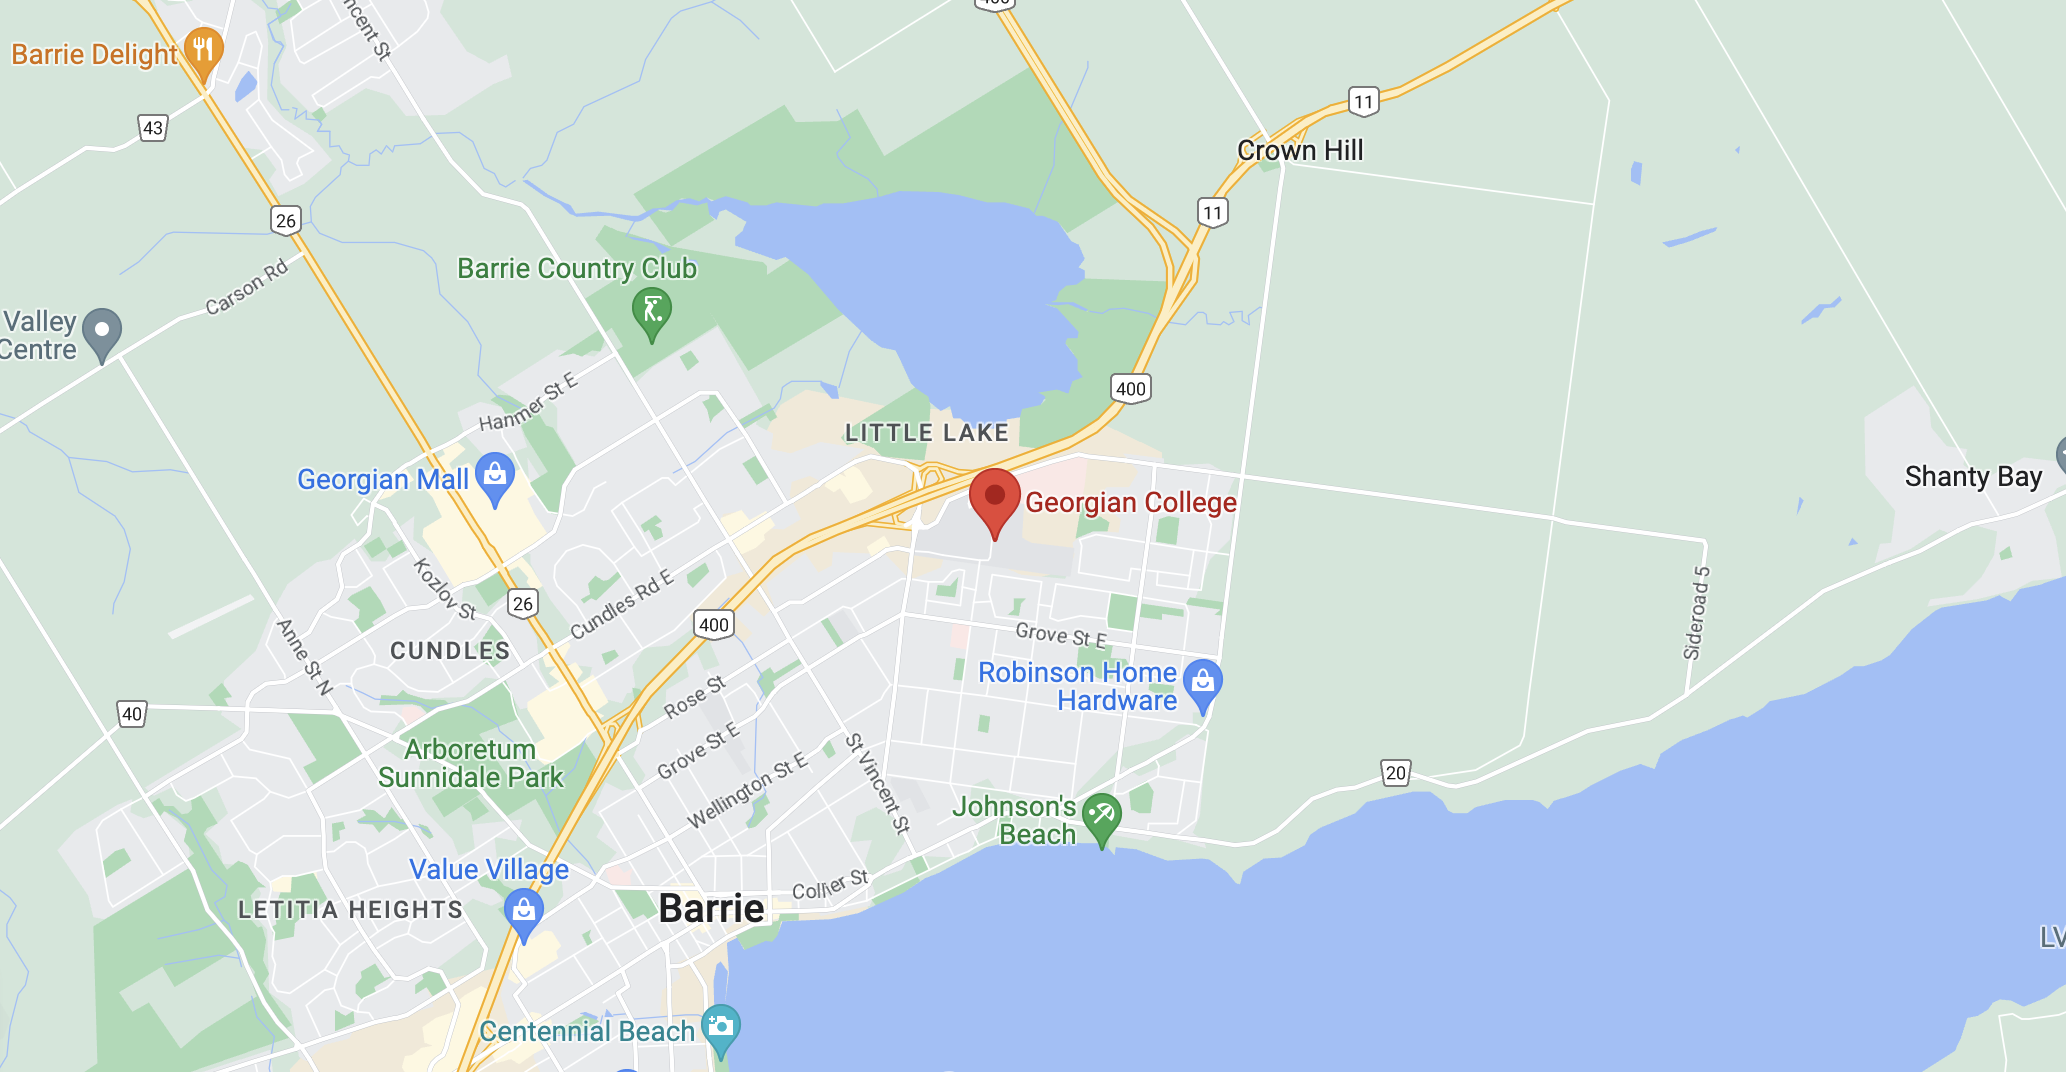 400
ncent St
Barrie Delight
43
11
Crown Hill
26
11
Barrie Country Club
Carson Rd
Valley
Centre
400
Hanmer St E
LITTLE LAKE
Georgian Mall
Georgian College
Shanty Bay
Kozlov St
26
Cundles Rd E
400
Sideroad 5
Anne St N
CUNDLES
Grove St E
Robinson Home
Hardware
40
Rose St
Arboretum
Sunnidale Park
Grove St E
Wellington St E
St Vincent St
20
Johnson's
Beach
Value Village
Collier St
LETITIA HEIGHTS
Barrie
LV
Centennial Beach